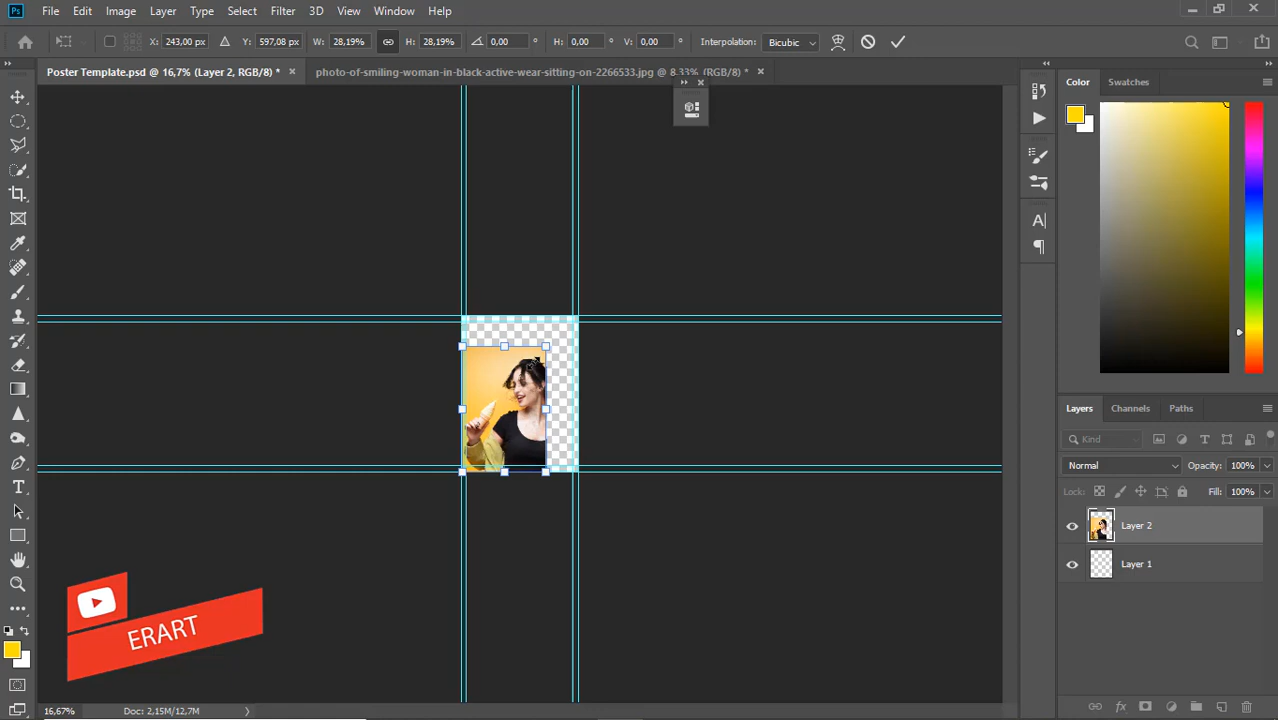 Ps File Edit Image Layer Type Select Filter 3D View Window Help
X: 243,00 px Y: 597,08 px W: 28,19% H: 28,19% 0,00 ° H: 0,00 ° V: 0,00 ° Interpolation: Bicubic
Poster Template.psd @ 16,7% (Layer 2, RGB/8) * photo-of-smiling-woman-in-black-active-wear-sitting-on-2266533.jpg @ 8.33% (RGB/8) *
Color Swatches
Layers Channels Paths
Kind
Normal Opacity: 100%
Lock: Fill: 100%
Layer 2
Layer 1
ERART
16,67% Doc: 2,15M/12,7M